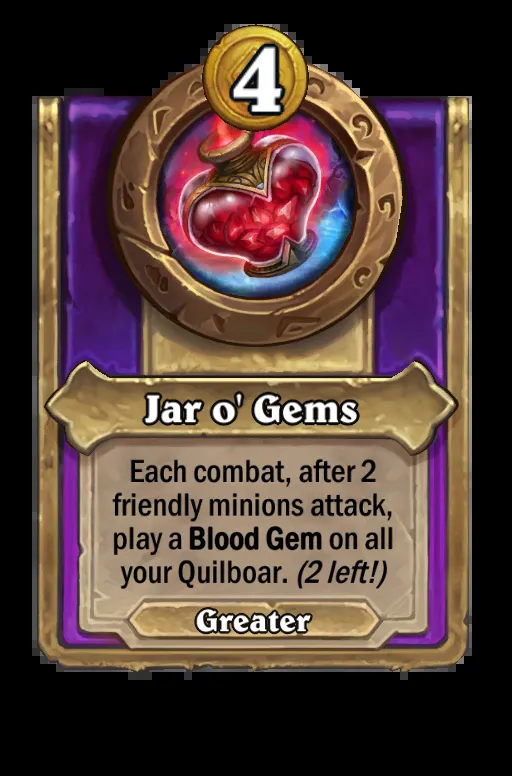 4
Jar o' Gems
Each combat, after 2
friendly minions attack,
play a Blood Gem on all
your Quilboar. (2 left!)
Greater